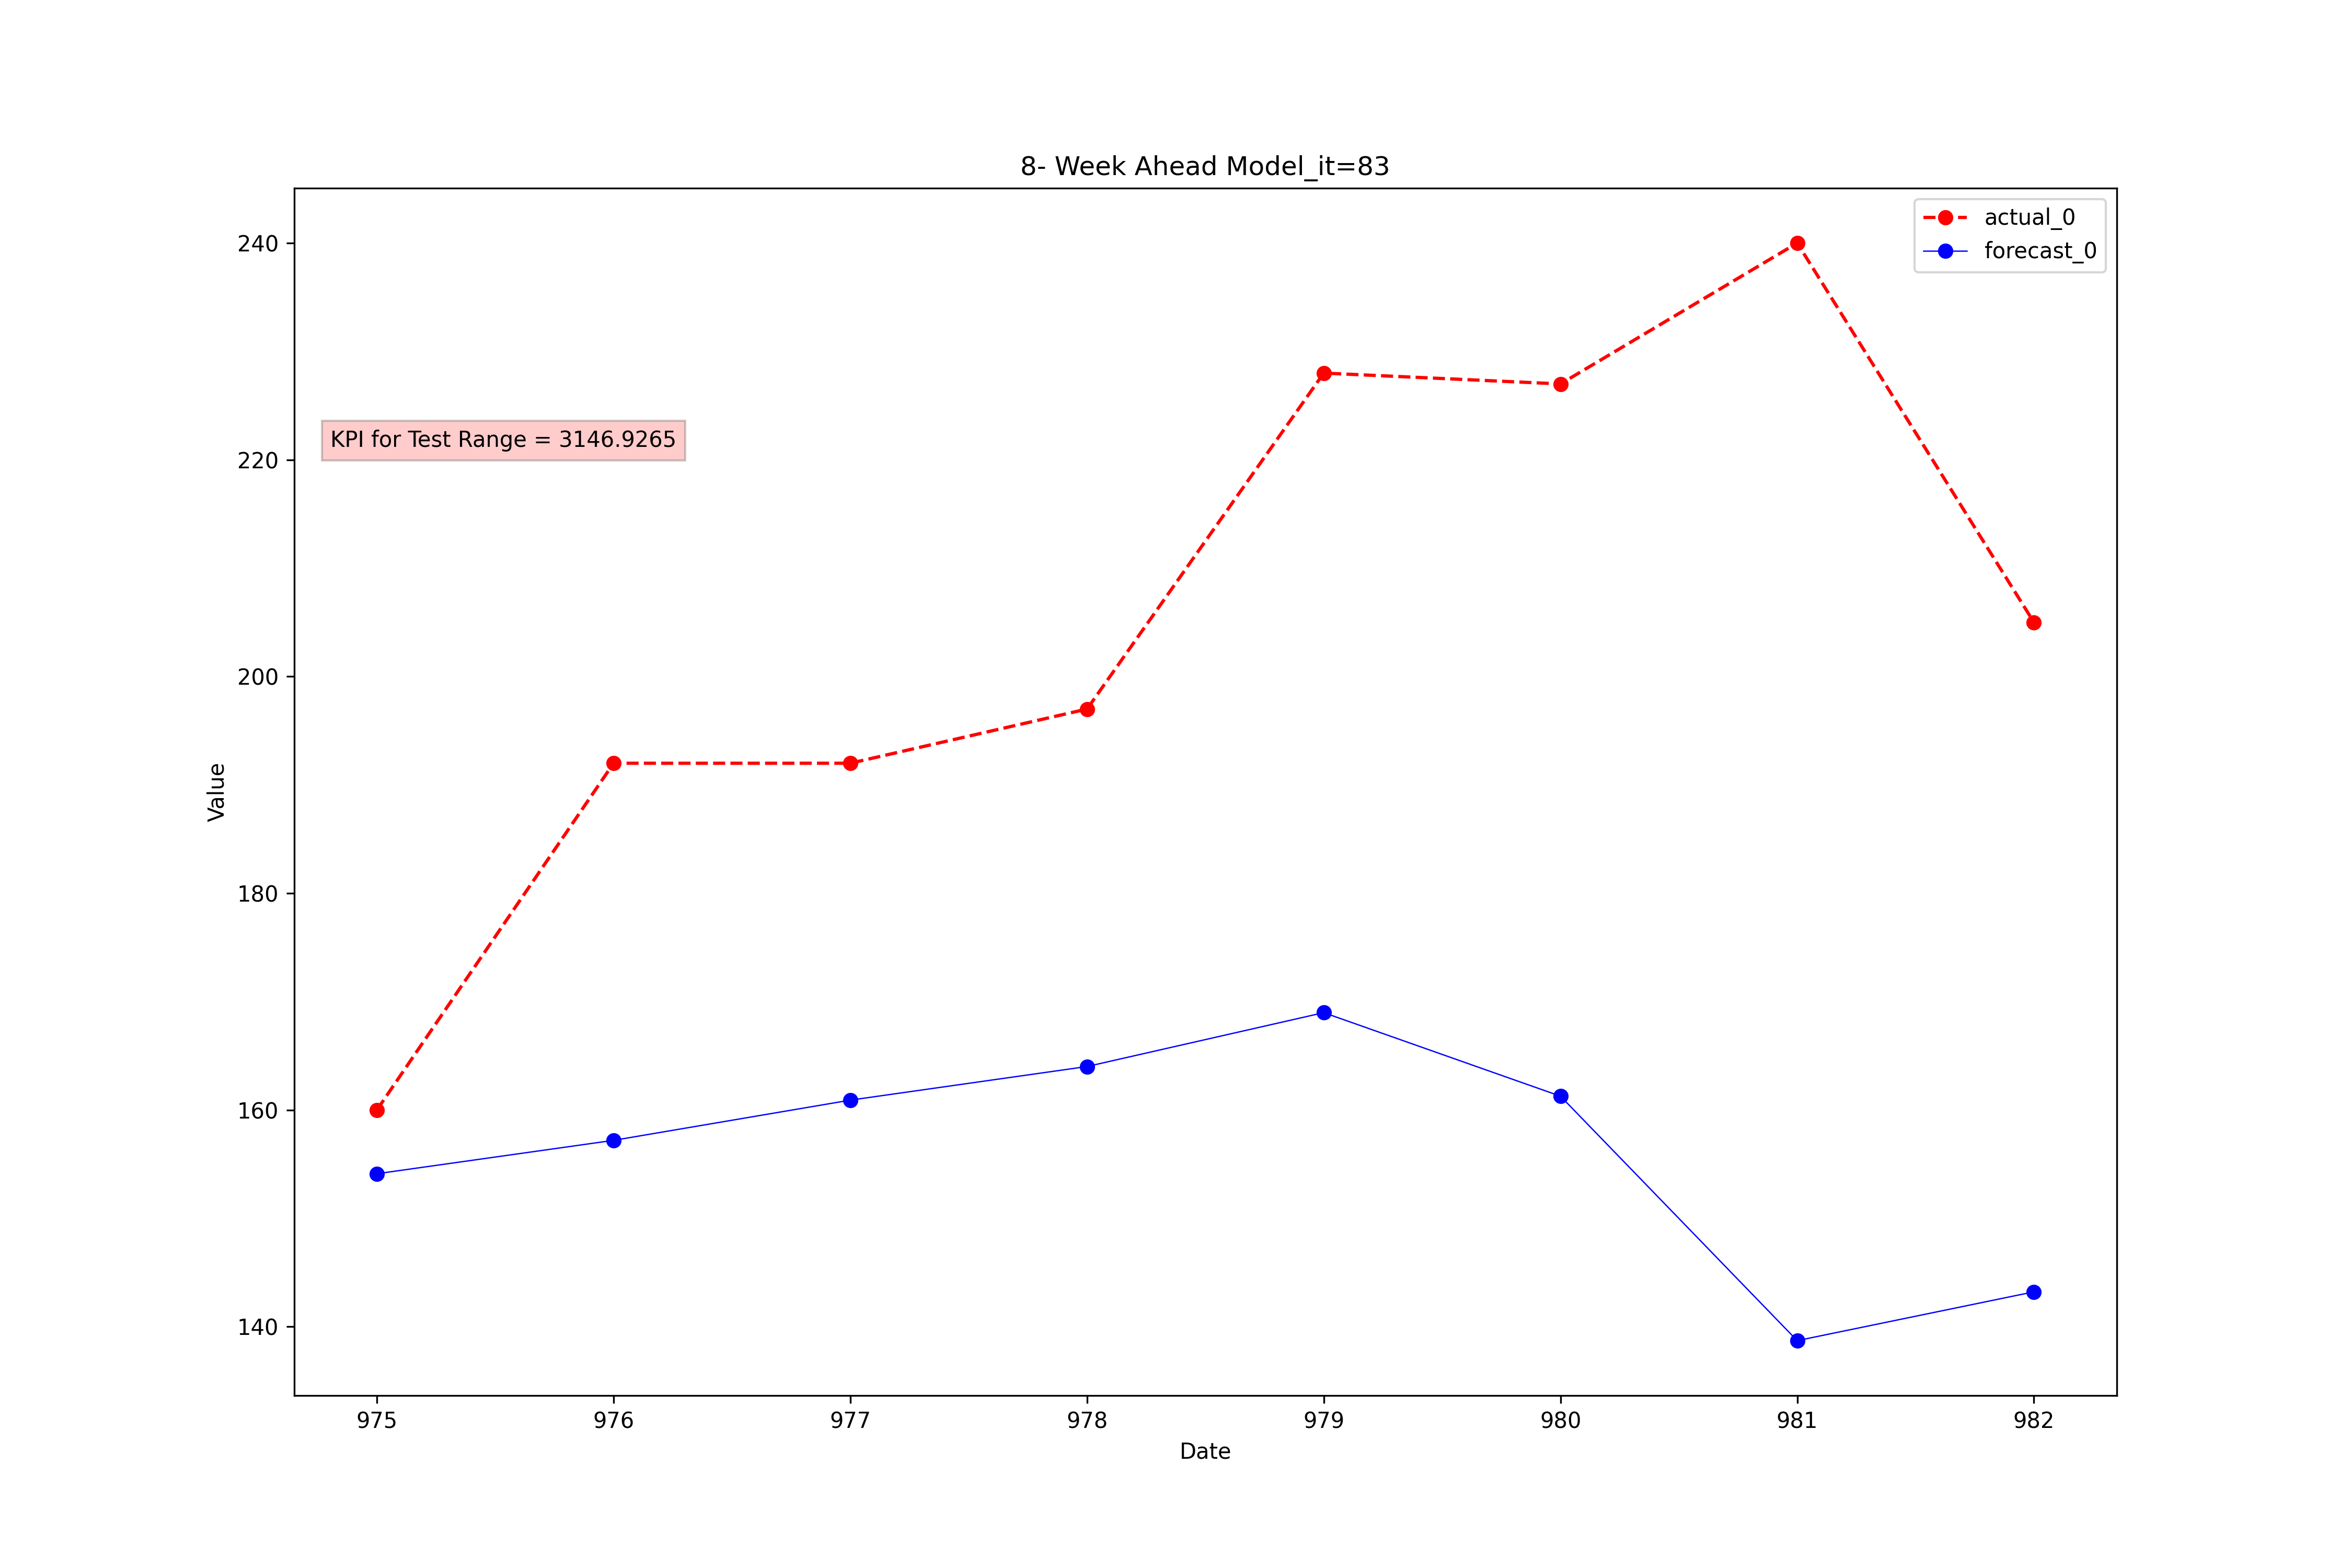 8- Week Ahead Model_it=83
actual_0
forecast_0
KPI for Test Range = 3146.9265
240
220
200
180
160
140
Value
975 976 977 978 979 980 981 982
Date